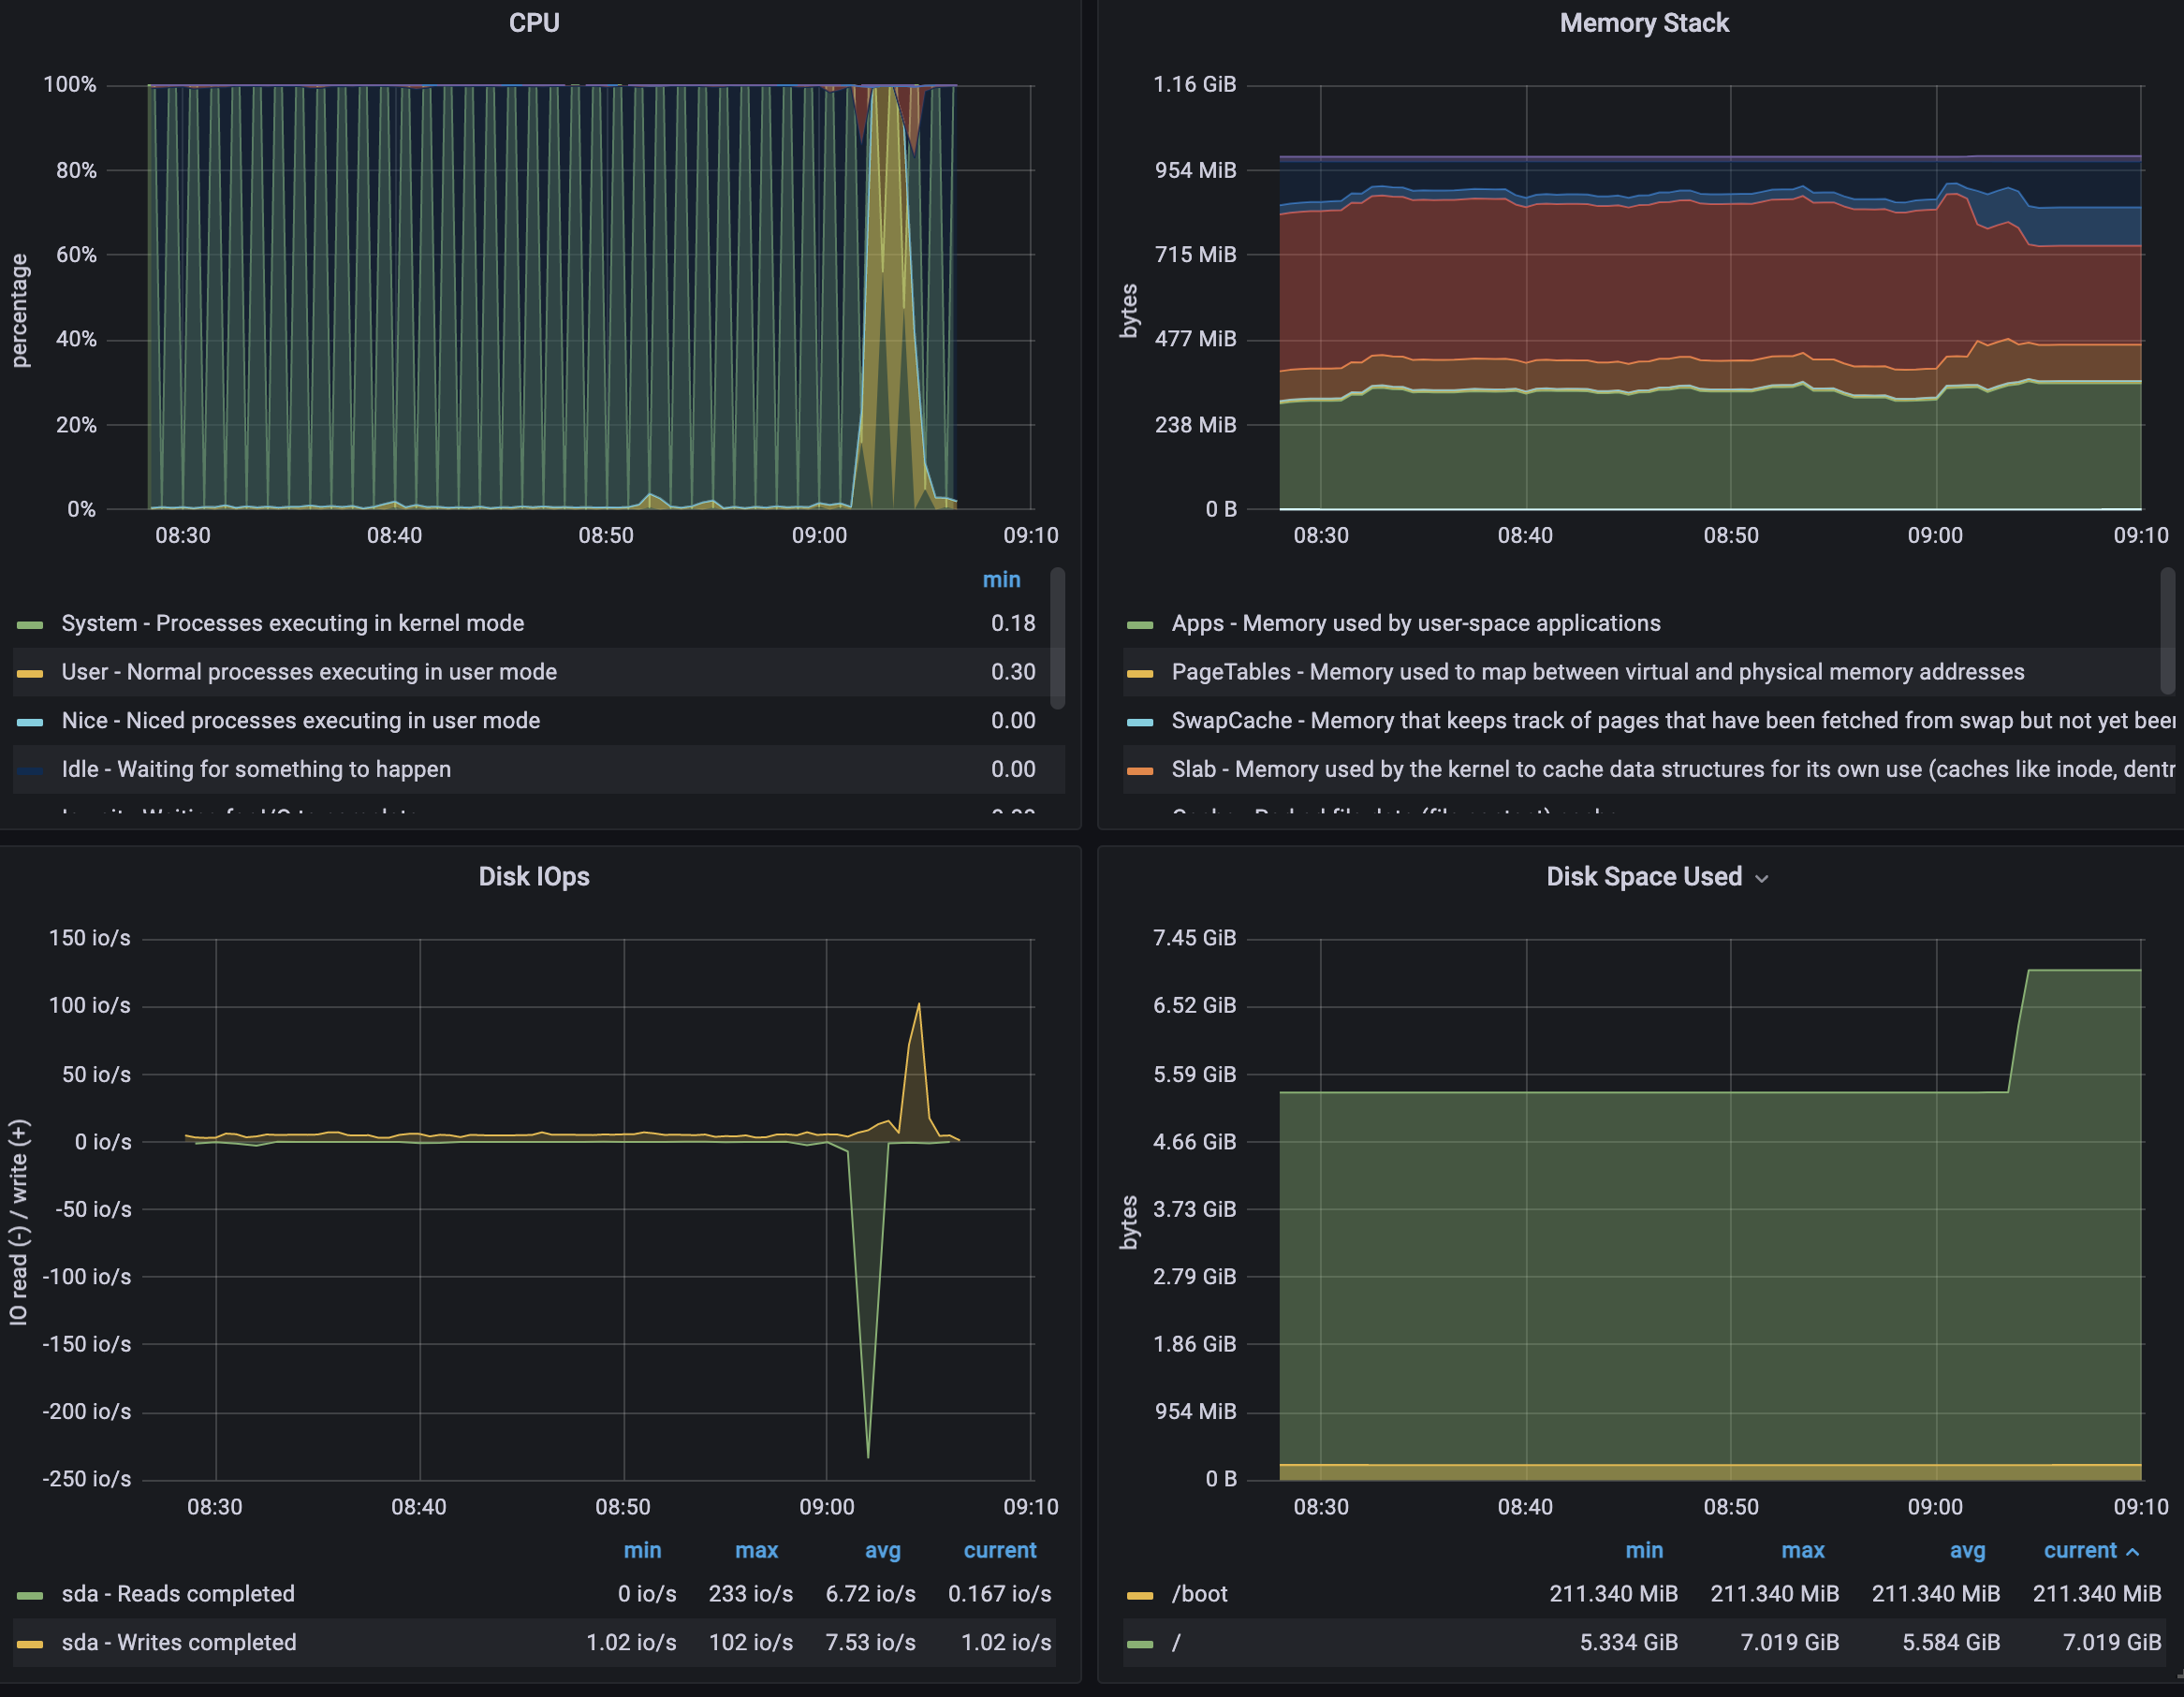 CPU
100%
80%
60%
40%
20%
0%
percentage
08:30 08:40 08:50 09:00 09:10
min
System - Processes executing in kernel mode 0.18
User - Normal processes executing in user mode 0.30
Nice - Niced processes executing in user mode 0.00
Idle - Waiting for something to happen 0.00
Memory Stack
1.16 GiB
954 MiB
715 MiB
477 MiB
238 MiB
0 B
bytes
08:30 08:40 08:50 09:00 09:10
Apps - Memory used by user-space applications
PageTables - Memory used to map between virtual and physical memory addresses
SwapCache - Memory that keeps track of pages that have been fetched from swap but not yet
Slab - Memory used by the kernel to cache data structures for its own use (caches like inode,
Disk IOps
150 io/s
100 io/s
50 io/s
0 io/s
-50 io/s
-100 io/s
-150 io/s
-200 io/s
-250 io/s
IO read (-) / write (+)
08:30 08:40 08:50 09:00 09:10
min max avg current
sda - Reads completed 0 io/s 233 io/s 6.72 io/s 0.167 io/s
sda - Writes completed 1.02 io/s 102 io/s 7.53 io/s 1.02 io/s
Disk Space Used
7.45 GiB
6.52 GiB
5.59 GiB
4.66 GiB
3.73 GiB
2.79 GiB
1.86 GiB
954 MiB
0 B
bytes
08:30 08:40 08:50 09:00 09:10
min max avg current
/boot 211.340 MiB 211.340 MiB 211.340 MiB 211.340 MiB
/ 5.334 GiB 7.019 GiB 5.584 GiB 7.019 GiB